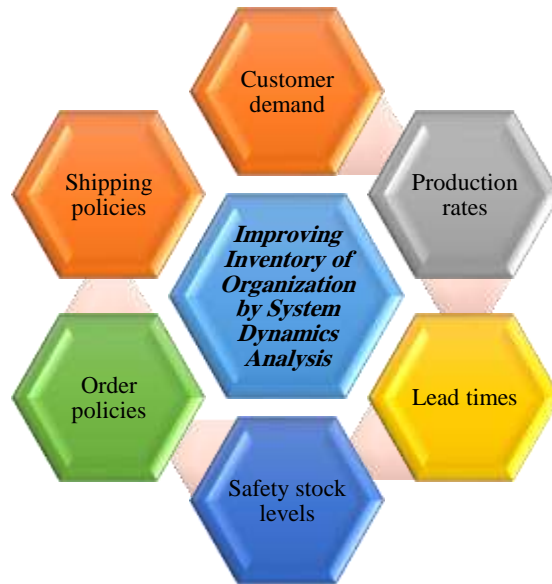 Customer
demand
Production
rates
Lead times
Safety stock
levels
Order
policies
Shipping
policies
Improving
Inventory of
Organization
by System
Dynamics
Analysis